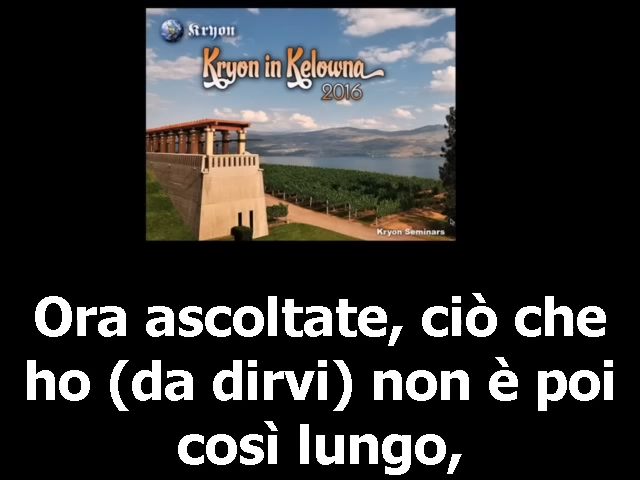 Kryon
Kryon in Kelowna
2016
Kryon Seminars
Ora ascoltate, ciò che
ho (da dirvi) non è poi
così lungo,